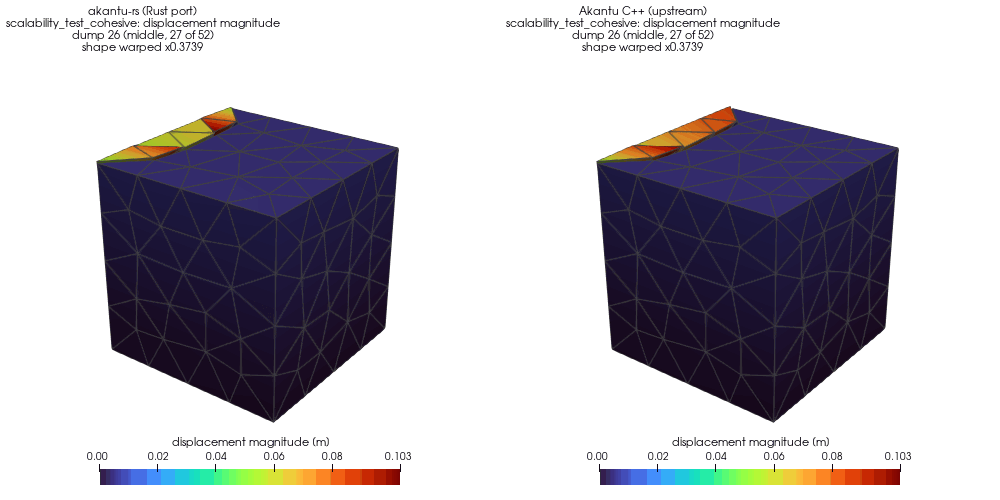 akantu-rs (Rust port)
scalability_test_cohesive: displacement magnitude
dump 26 (middle, 27 of 52)
shape warped x0.3739
displacement magnitude (m)
0.00 0.02 0.04 0.06 0.08 0.103
Akantu C++ (upstream)
scalability_test_cohesive: displacement magnitude
dump 26 (middle, 27 of 52)
shape warped x0.3739
displacement magnitude (m)
0.00 0.02 0.04 0.06 0.08 0.103